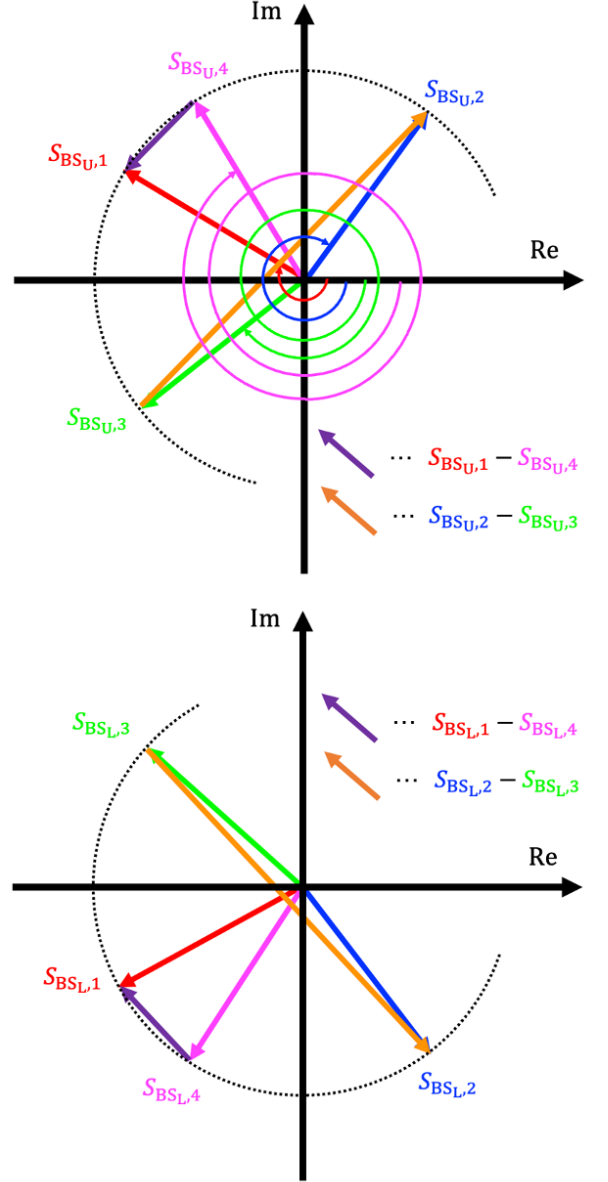 Im
S_{BS_U,4}
S_{BS_U,2}
S_{BS_U,1}
Re
S_{BS_U,3}
⋯ S_{BS_U,1} − S_{BS_U,4}
⋯ S_{BS_U,2} − S_{BS_U,3}
Im
S_{BS_L,3}
⋯ S_{BS_L,1} − S_{BS_L,4}
⋯ S_{BS_L,2} − S_{BS_L,3}
Re
S_{BS_L,1}
S_{BS_L,4}
S_{BS_L,2}